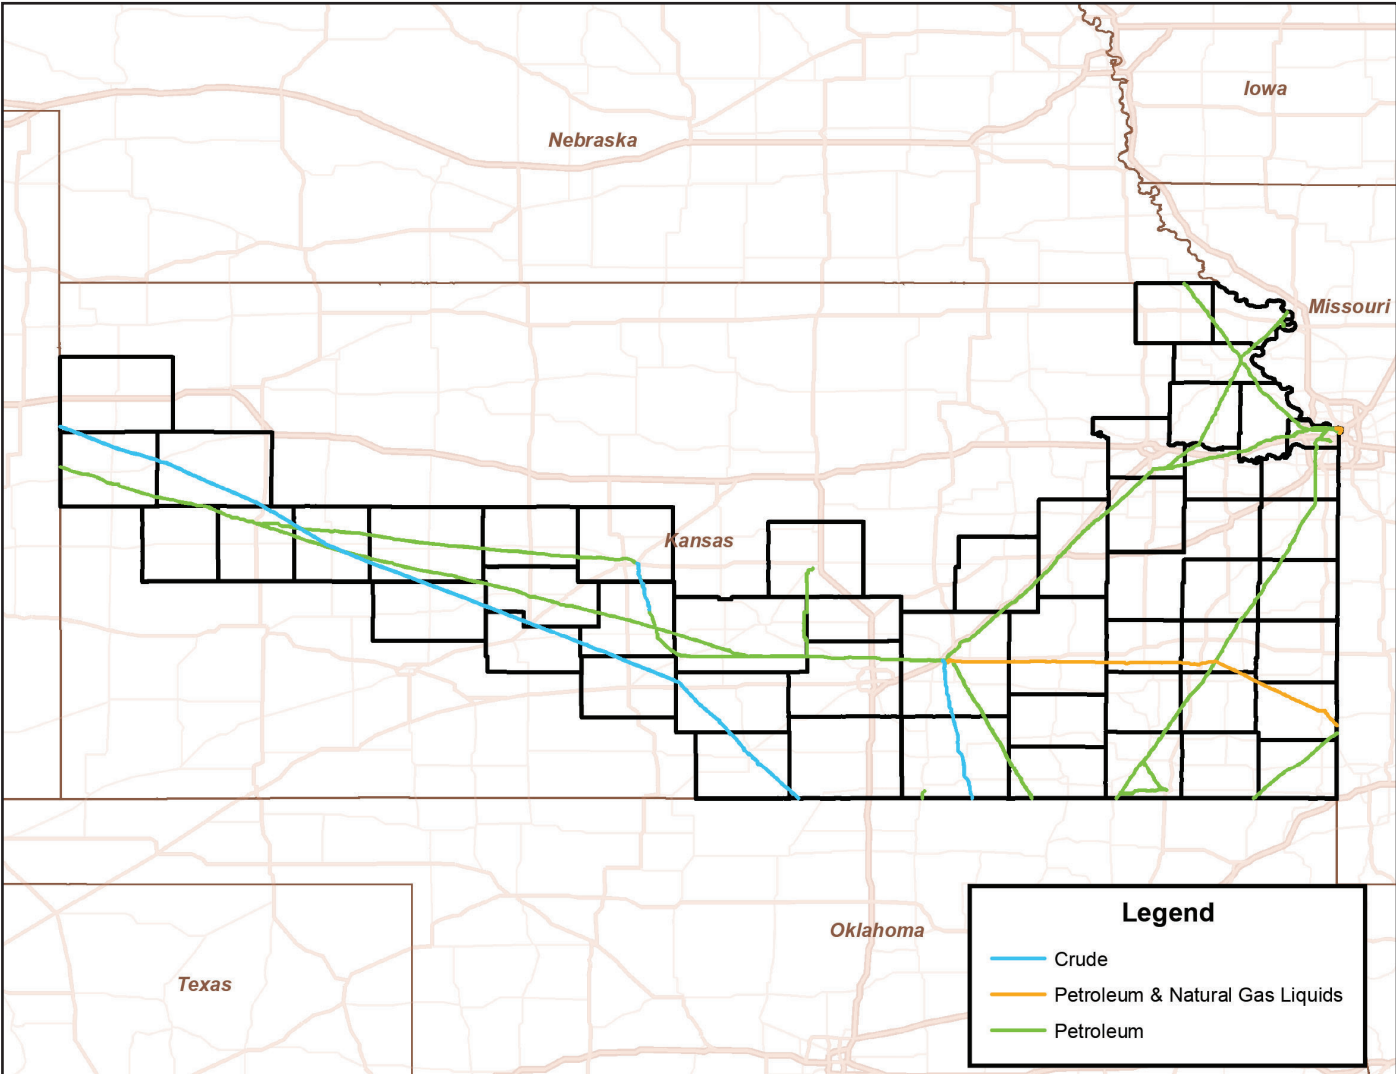 Iowa
Nebraska
Missouri
Kansas
Oklahoma
Texas
Legend
Crude
Petroleum & Natural Gas Liquids
Petroleum